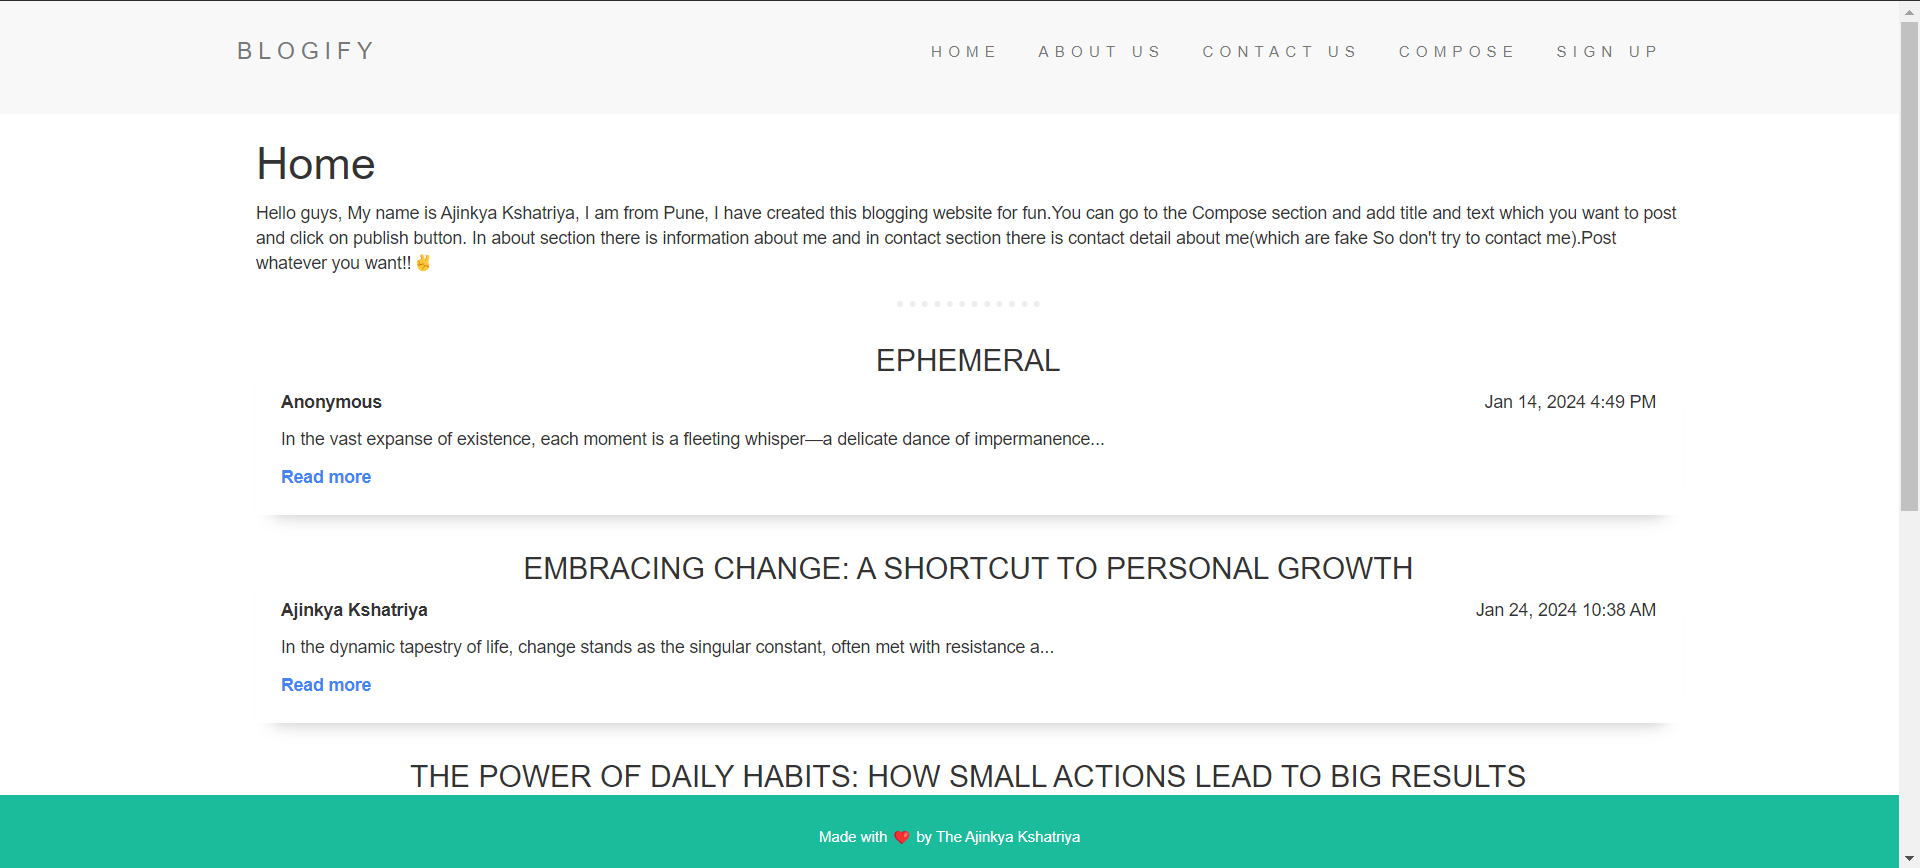 BLOGIFY
HOME ABOUT US CONTACT US COMPOSE SIGN UP
Home
Hello guys, My name is Ajinkya Kshatriya, I am from Pune, I have created this blogging website for fun.You can go to the Compose section and add title and text which you want to post
and click on publish button. In about section there is information about me and in contact section there is contact detail about me(which are fake So don't try to contact me).Post
whatever you want!!✌
EPHEMERAL
Anonymous Jan 14, 2024 4:49 PM
In the vast expanse of existence, each moment is a fleeting whisper—a delicate dance of impermanence...
Read more
EMBRACING CHANGE: A SHORTCUT TO PERSONAL GROWTH
Ajinkya Kshatriya Jan 24, 2024 10:38 AM
In the dynamic tapestry of life, change stands as the singular constant, often met with resistance a...
Read more
THE POWER OF DAILY HABITS: HOW SMALL ACTIONS LEAD TO BIG RESULTS
Made with ❤ by The Ajinkya Kshatriya